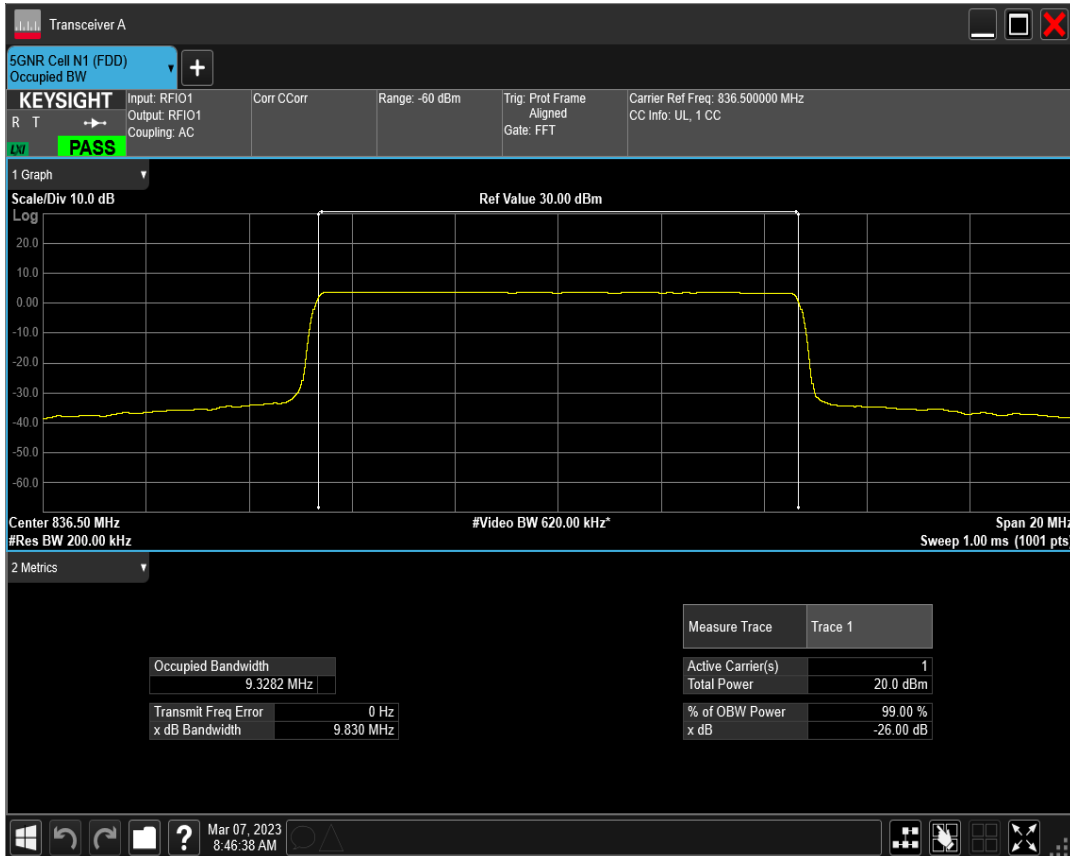 Transceiver A
5GNR Cell N1 (FDD)
Occupied BW
+
KEYSIGHT
R T
LXI
PASS
Input: RFIO1
Output: RFIO1
Coupling: AC
Corr CCorr
Range: -60 dBm
Trig: Prot Frame
Aligned
Gate: FFT
Carrier Ref Freq: 836.500000 MHz
CC Info: UL, 1 CC
1 Graph
Scale/Div 10.0 dB
Ref Value 30.00 dBm
Log
20.0
10.0
0.00
-10.0
-20.0
-30.0
-40.0
-50.0
-60.0
Center 836.50 MHz
#Video BW 620.00 kHz*
Span 20 MHz
#Res BW 200.00 kHz
Sweep 1.00 ms (1001 pts)
2 Metrics
Measure Trace Trace 1
Occupied Bandwidth
9.3282 MHz
Active Carrier(s) 1
Total Power 20.0 dBm
Transmit Freq Error 0 Hz
x dB Bandwidth 9.830 MHz
% of OBW Power 99.00 %
x dB -26.00 dB
?
Mar 07, 2023
8:46:38 AM